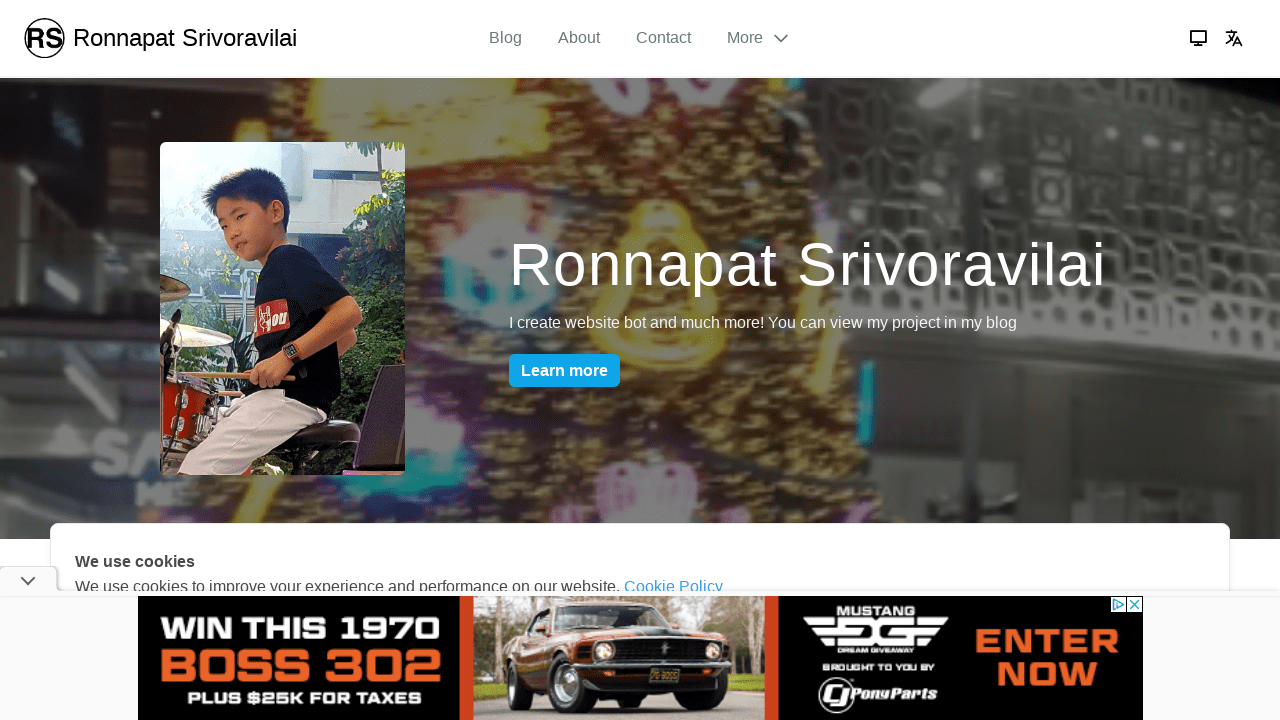 RS Ronnapat Srivoravilai
Blog
About
Contact
More
Ronnapat Srivoravilai
I create website bot and much more! You can view my project in my blog
Learn more
We use cookies
We use cookies to improve your experience and performance on our website. Cookie Policy
WIN THIS 1970
BOSS 302
PLUS $25K FOR TAXES
MUSTANG
DREAM GIVEAWAY
BROUGHT TO YOU BY
CJ PonyParts
ENTER
NOW